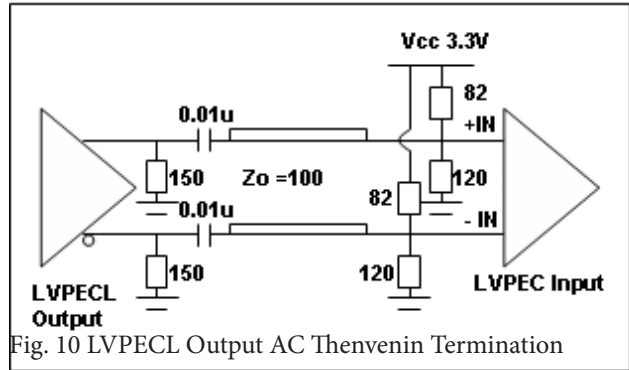 Vcc 3.3V
82
0.01u
+IN
150
Zo =100
82
120
0.01u
- IN
150
120
LVPECL
Output
LVPEC Input
Fig. 10 LVPECL Output AC Thenvenin Termination